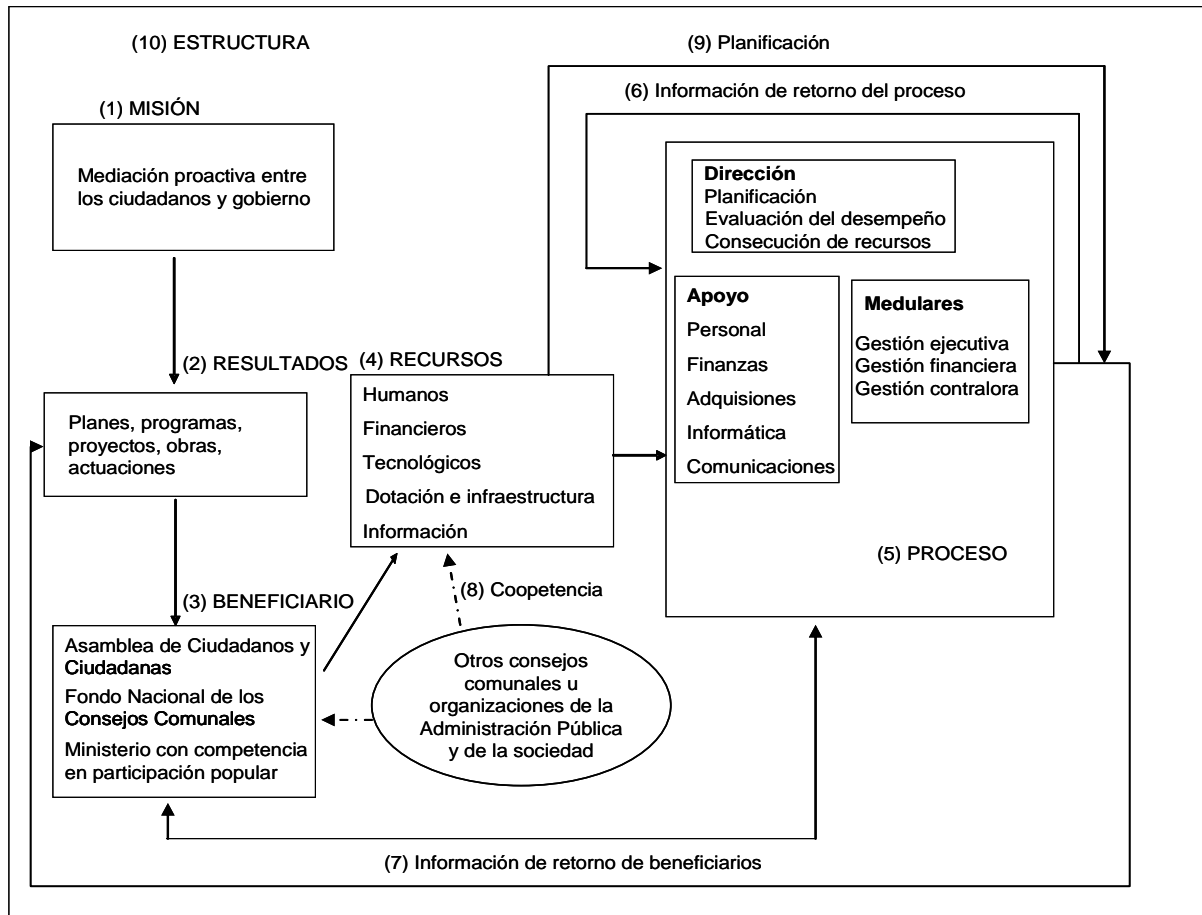 (10) ESTRUCTURA
(9) Planificación
(6) Información de retorno del proceso
(1) MISIÓN
Mediación proactiva entre
los ciudadanos y gobierno
Dirección
Planificación
Evaluación del desempeño
Consecución de recursos
Apoyo
Personal
Finanzas
Adquisiones
Informática
Comunicaciones
Medulares
Gestión ejecutiva
Gestión financiera
Gestión contralora
(5) PROCESO
(2) RESULTADOS
Planes, programas,
proyectos, obras,
actuaciones
(4) RECURSOS
Humanos
Financieros
Tecnológicos
Dotación e infraestructura
Información
(3) BENEFICIARIO
Asamblea de Ciudadanos y
Ciudadanas
Fondo Nacional de los
Consejos Comunales
Ministerio con competencia
en participación popular
(8) Coopetencia
Otros consejos
comunales u
organizaciones de la
Administración Pública
y de la sociedad
(7) Información de retorno de beneficiarios